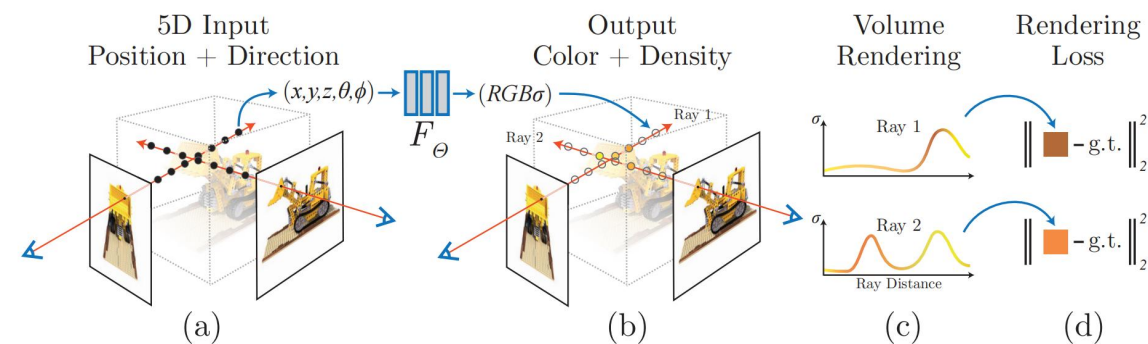 5D Input
Position + Direction
Output
Color + Density
Volume
Rendering
Rendering
Loss
(x,y,z,θ,ϕ)
F_Θ
(RGBσ)
Ray 1
Ray 2
σ
Ray 1
‖ - g.t. ‖²₂
σ
Ray 2
Ray Distance
‖ - g.t. ‖²₂
(a)
(b)
(c)
(d)